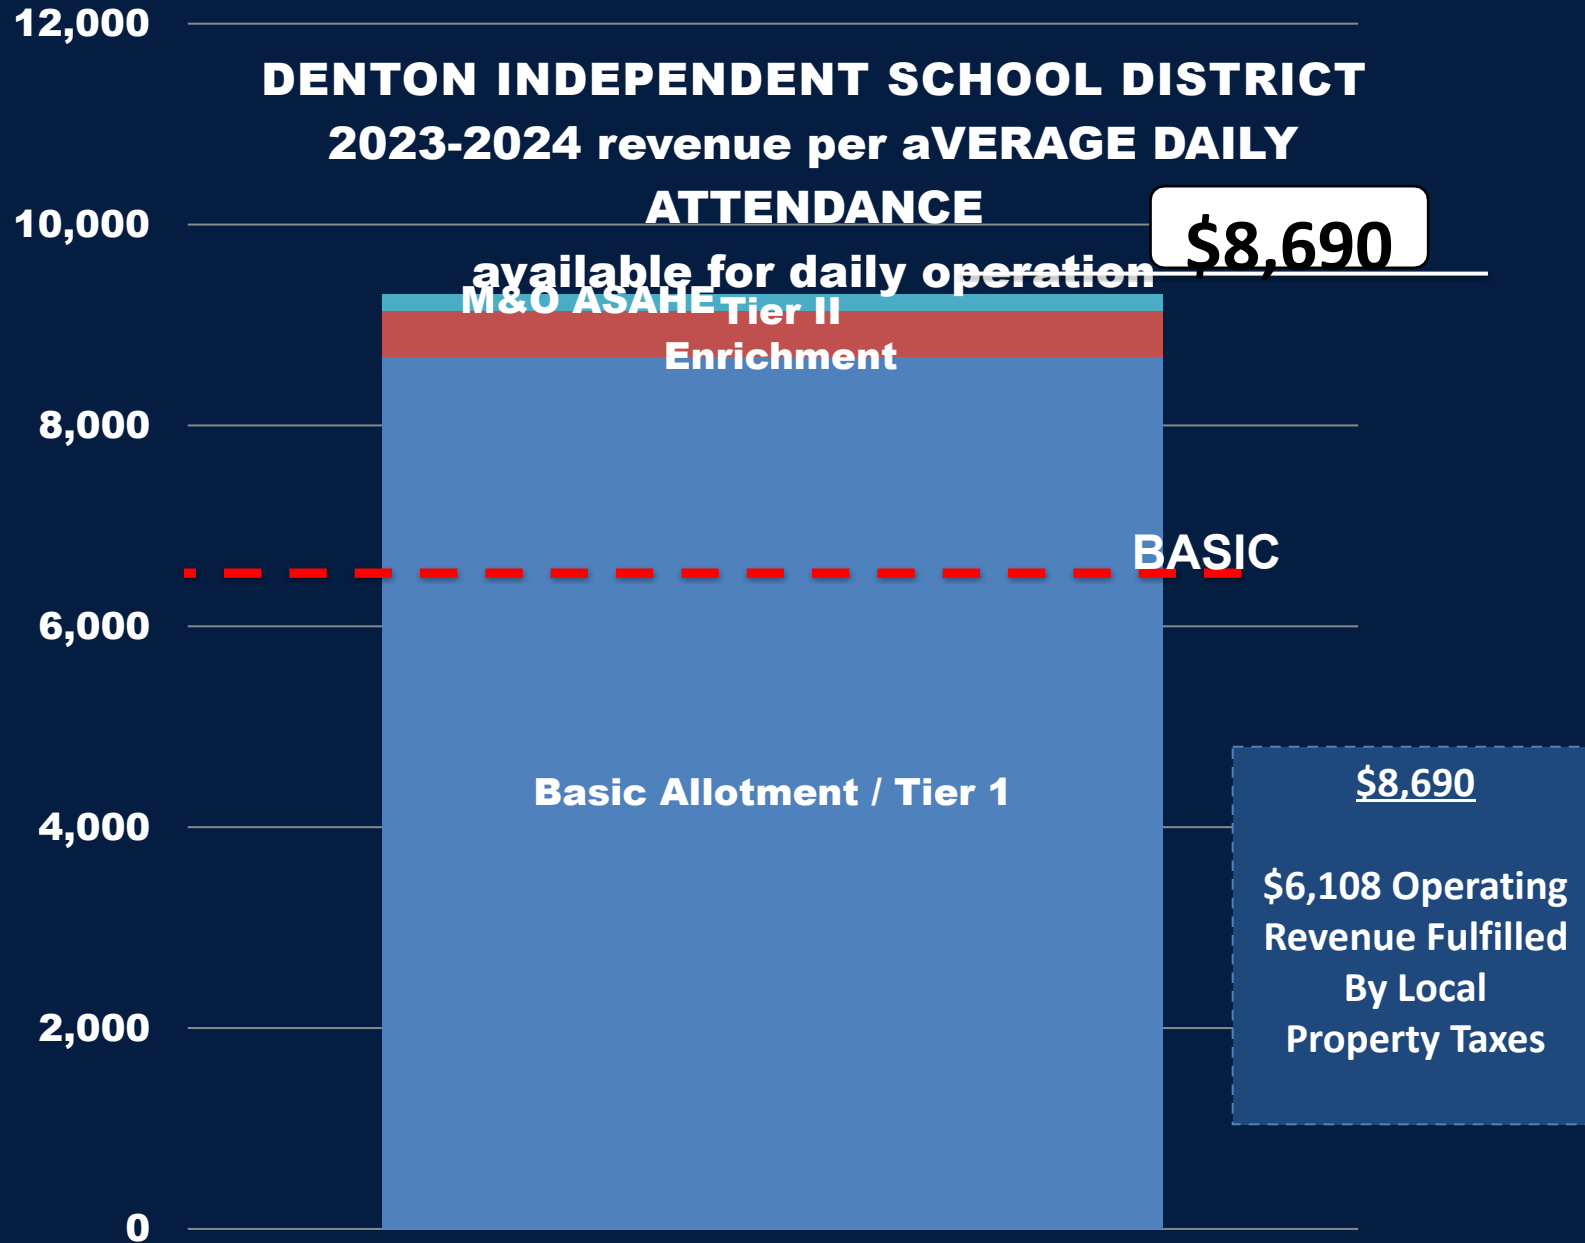 12,000
DENTON INDEPENDENT SCHOOL DISTRICT
2023-2024 revenue per aVERAGE DAILY
ATTENDANCE
10,000
$8,690
available for daily operation
M&O ASAHE
Tier II
Enrichment
8,000
BASIC
6,000
Basic Allotment / Tier 1
4,000
$8,690
$6,108 Operating
Revenue Fulfilled
By Local
Property Taxes
2,000
0